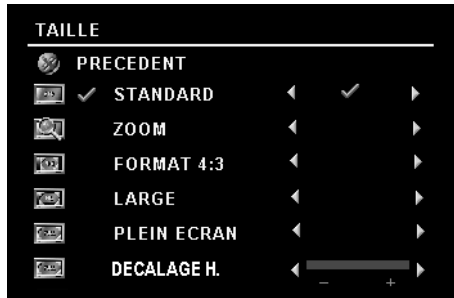 TAILLE
PRECEDENT
STANDARD
ZOOM
FORMAT 4:3
LARGE
PLEIN ECRAN
DECALAGE H.
- +